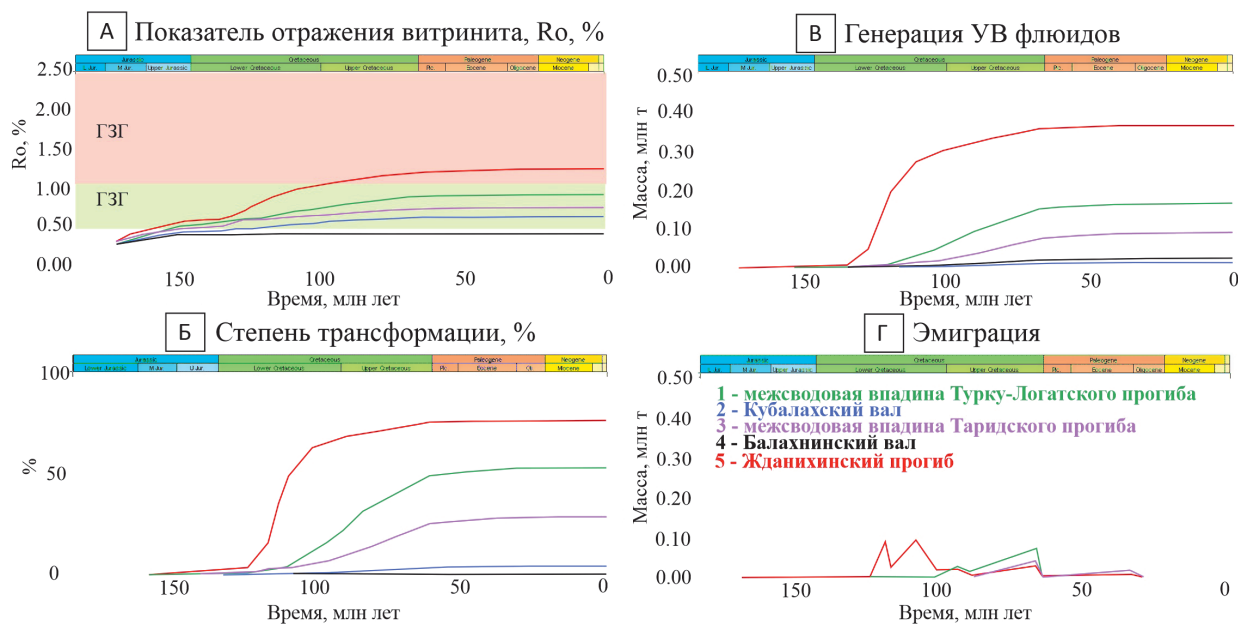 А Показатель отражения витринита, Ro, %
2.50
2.00
1.50
1.00
0.50
0.00
Ro, %
Jurassic
Cretaceous
Paleogene
Neogene
L. Jur.
M Jur.
Upper Jurassic
Lower Cretaceous
Upper Cretaceous
Plc.
Eocene
Oligocene
Miocene
ГЗГ
ГЗГ
150
100
50
0
Время, млн лет
В Генерация УВ флюидов
0.50
0.40
0.30
0.20
0.10
0.00
Масса, млн т
Jurassic
Cretaceous
Paleogene
Neogene
L. Jur.
M Jur.
Upper Jurassic
Lower Cretaceous
Upper Cretaceous
Eocene
Oligocene
Miocene
150
100
50
0
Время, млн лет
Б Степень трансформации, %
100
50
0
%
Jurassic
Cretaceous
Paleogene
Neogene
Lower Jurassic
M Jur.
U Jur.
Lower Cretaceous
Upper Cretaceous
Plc.
Eocene
Miocene
150
100
50
0
Время, млн лет
Г Эмиграция
0.50
0.40
0.30
0.20
0.10
0.00
Масса, млн т
Jurassic
Cretaceous
Paleogene
Neogene
L. Jur.
M Jur.
Upper Jurassic
Lower Cretaceous
Upper Cretaceous
Eocene
Oligocene
Miocene
1 - межсводовая впадина Турку-Логатского прогиба
2 - Кубалахский вал
3 - межсводовая впадина Таридского прогиба
4 - Балахнинский вал
5 - Жданихинский прогиб
150
100
50
0
Время, млн лет